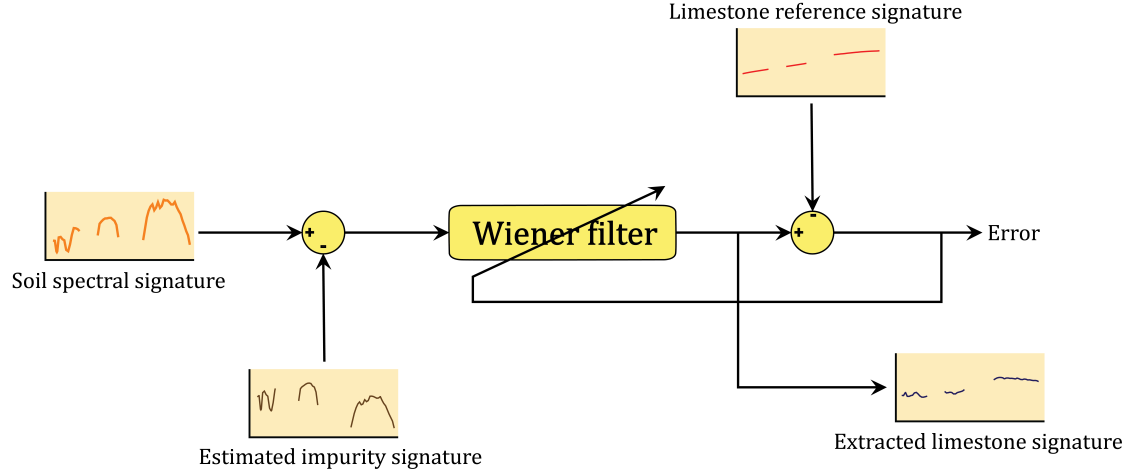 Limestone reference signature
+
-
Wiener filter
+
-
Error
Soil spectral signature
Estimated impurity signature
Extracted limestone signature